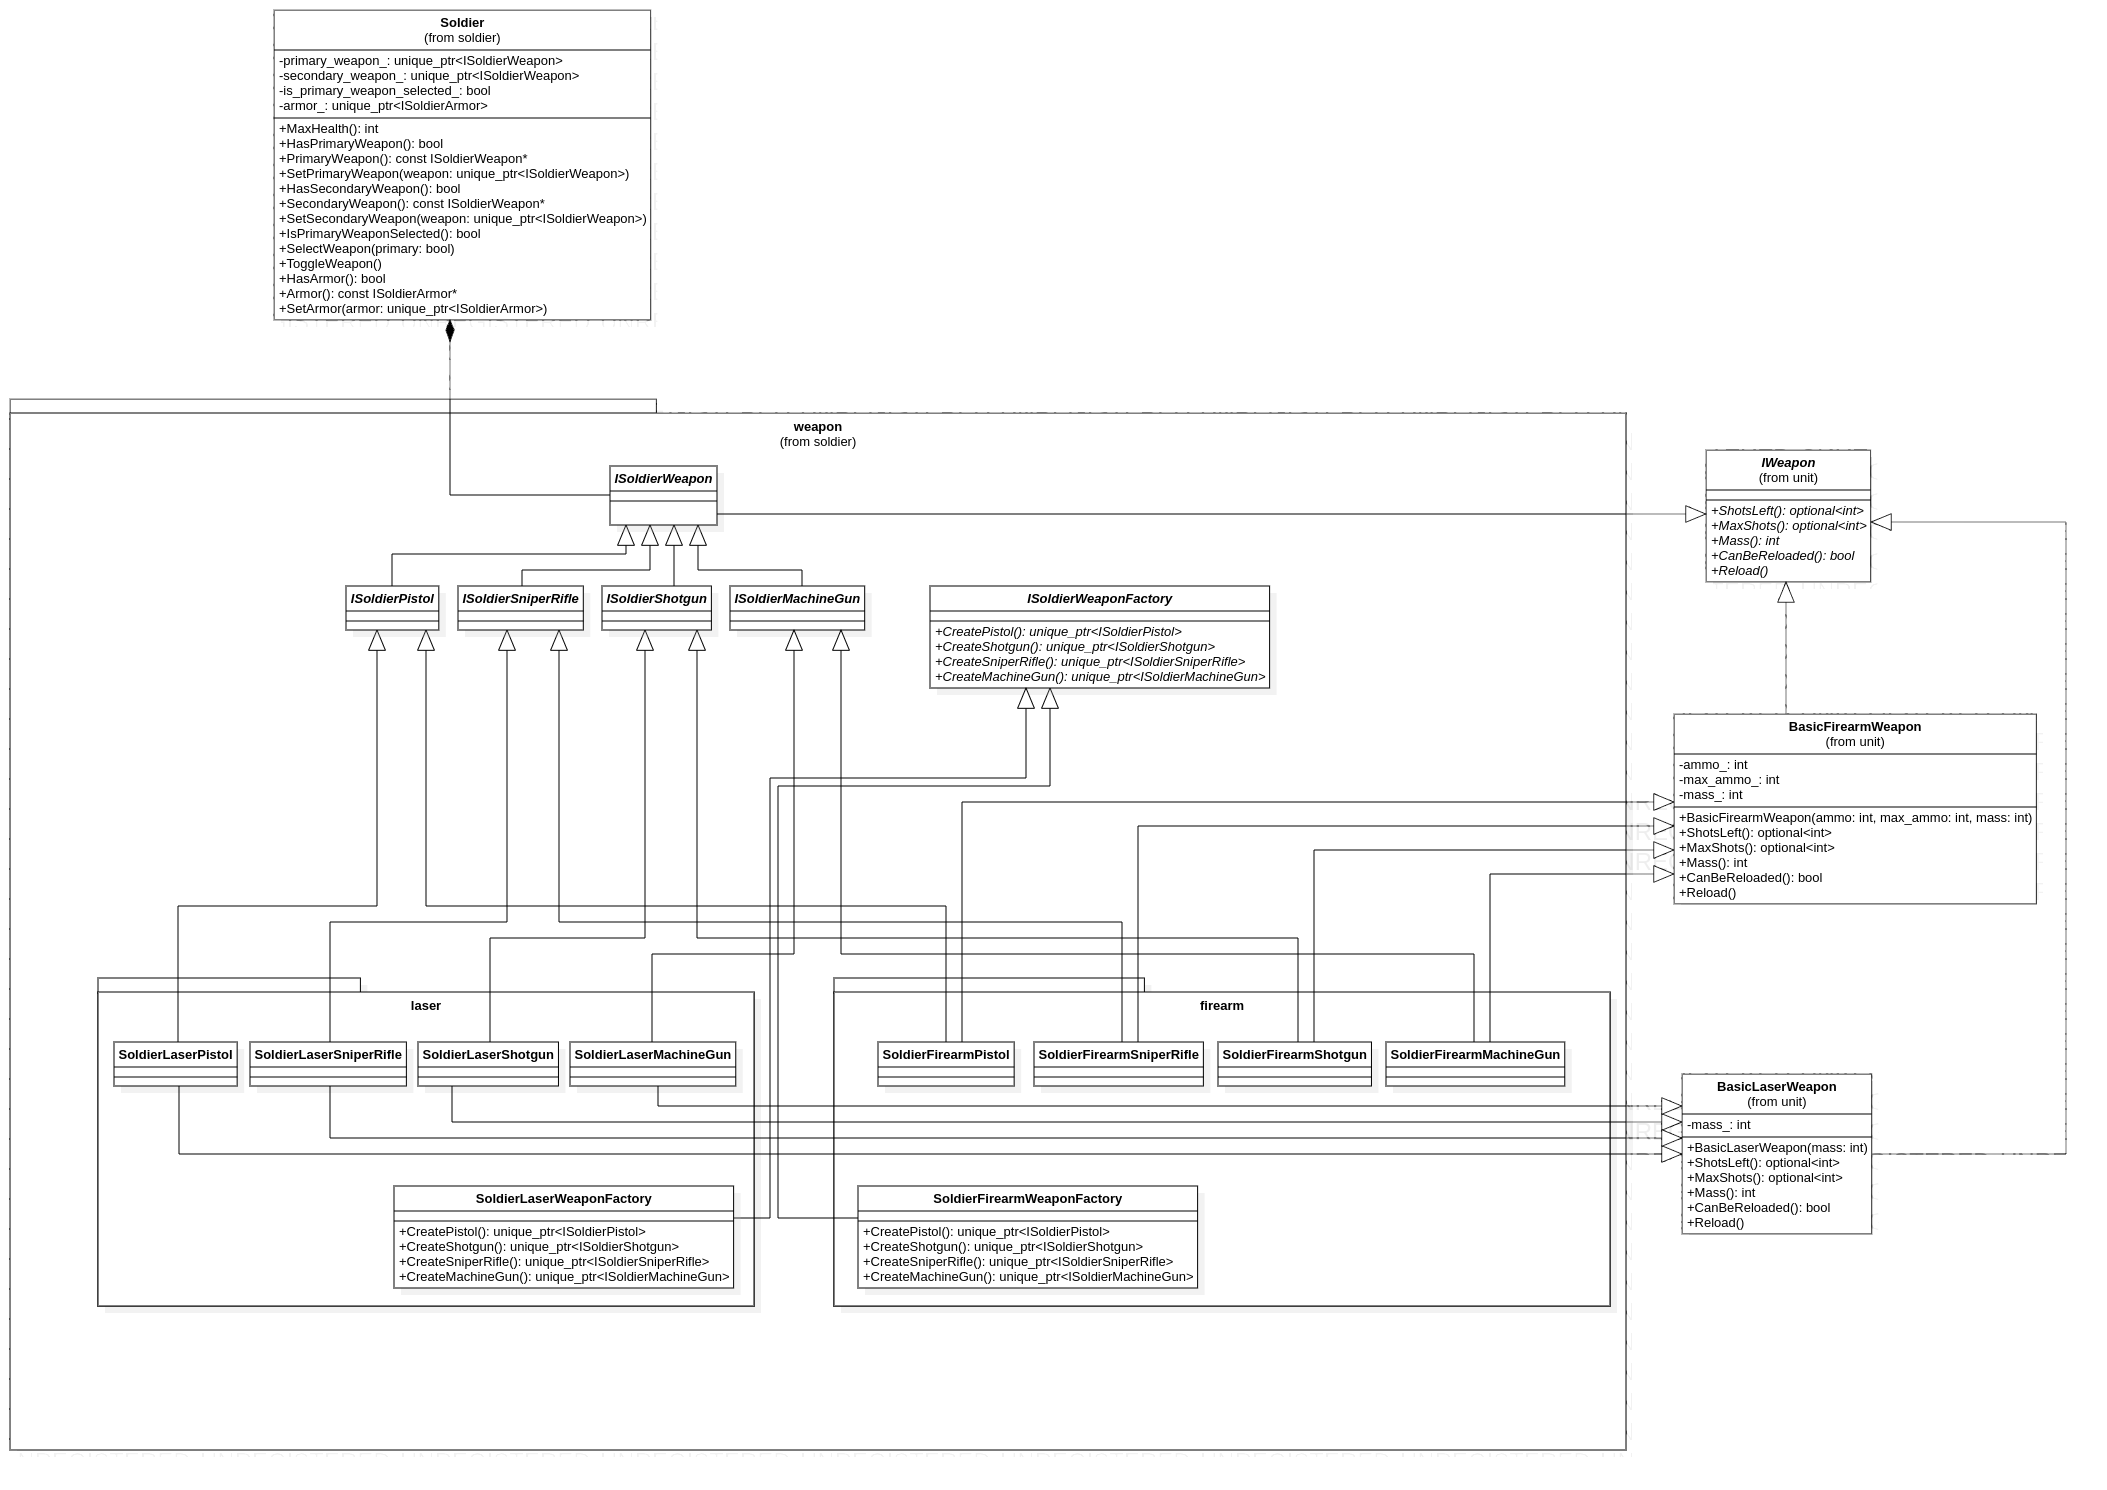 Soldier
(from soldier)
-primary_weapon_: unique_ptr<ISoldierWeapon>
-secondary_weapon_: unique_ptr<ISoldierWeapon>
-is_primary_weapon_selected_: bool
-armor_: unique_ptr<ISoldierArmor>
+MaxHealth(): int
+HasPrimaryWeapon(): bool
+PrimaryWeapon(): const ISoldierWeapon*
+SetPrimaryWeapon(weapon: unique_ptr<ISoldierWeapon>)
+HasSecondaryWeapon(): bool
+SecondaryWeapon(): const ISoldierWeapon*
+SetSecondaryWeapon(weapon: unique_ptr<ISoldierWeapon>)
+IsPrimaryWeaponSelected(): bool
+SelectWeapon(primary: bool)
+ToggleWeapon()
+HasArmor(): bool
+Armor(): const ISoldierArmor*
+SetArmor(armor: unique_ptr<ISoldierArmor>)
weapon
(from soldier)
ISoldierWeapon
IWeapon
(from unit)
+ShotsLeft(): optional<int>
+MaxShots(): optional<int>
+Mass(): int
+CanBeReloaded(): bool
+Reload()
ISoldierPistol
ISoldierSniperRifle
ISoldierShotgun
ISoldierMachineGun
ISoldierWeaponFactory
+CreatePistol(): unique_ptr<ISoldierPistol>
+CreateShotgun(): unique_ptr<ISoldierShotgun>
+CreateSniperRifle(): unique_ptr<ISoldierSniperRifle>
+CreateMachineGun(): unique_ptr<ISoldierMachineGun>
BasicFirearmWeapon
(from unit)
-ammo_: int
-max_ammo_: int
-mass_: int
+BasicFirearmWeapon(ammo: int, max_ammo: int, mass: int)
+ShotsLeft(): optional<int>
+MaxShots(): optional<int>
+Mass(): int
+CanBeReloaded(): bool
+Reload()
laser
SoldierLaserPistol
SoldierLaserSniperRifle
SoldierLaserShotgun
SoldierLaserMachineGun
SoldierLaserWeaponFactory
+CreatePistol(): unique_ptr<ISoldierPistol>
+CreateShotgun(): unique_ptr<ISoldierShotgun>
+CreateSniperRifle(): unique_ptr<ISoldierSniperRifle>
+CreateMachineGun(): unique_ptr<ISoldierMachineGun>
firearm
SoldierFirearmPistol
SoldierFirearmSniperRifle
SoldierFirearmShotgun
SoldierFirearmMachineGun
SoldierFirearmWeaponFactory
+CreatePistol(): unique_ptr<ISoldierPistol>
+CreateShotgun(): unique_ptr<ISoldierShotgun>
+CreateSniperRifle(): unique_ptr<ISoldierSniperRifle>
+CreateMachineGun(): unique_ptr<ISoldierMachineGun>
BasicLaserWeapon
(from unit)
-mass_: int
+BasicLaserWeapon(mass: int)
+ShotsLeft(): optional<int>
+MaxShots(): optional<int>
+Mass(): int
+CanBeReloaded(): bool
+Reload()